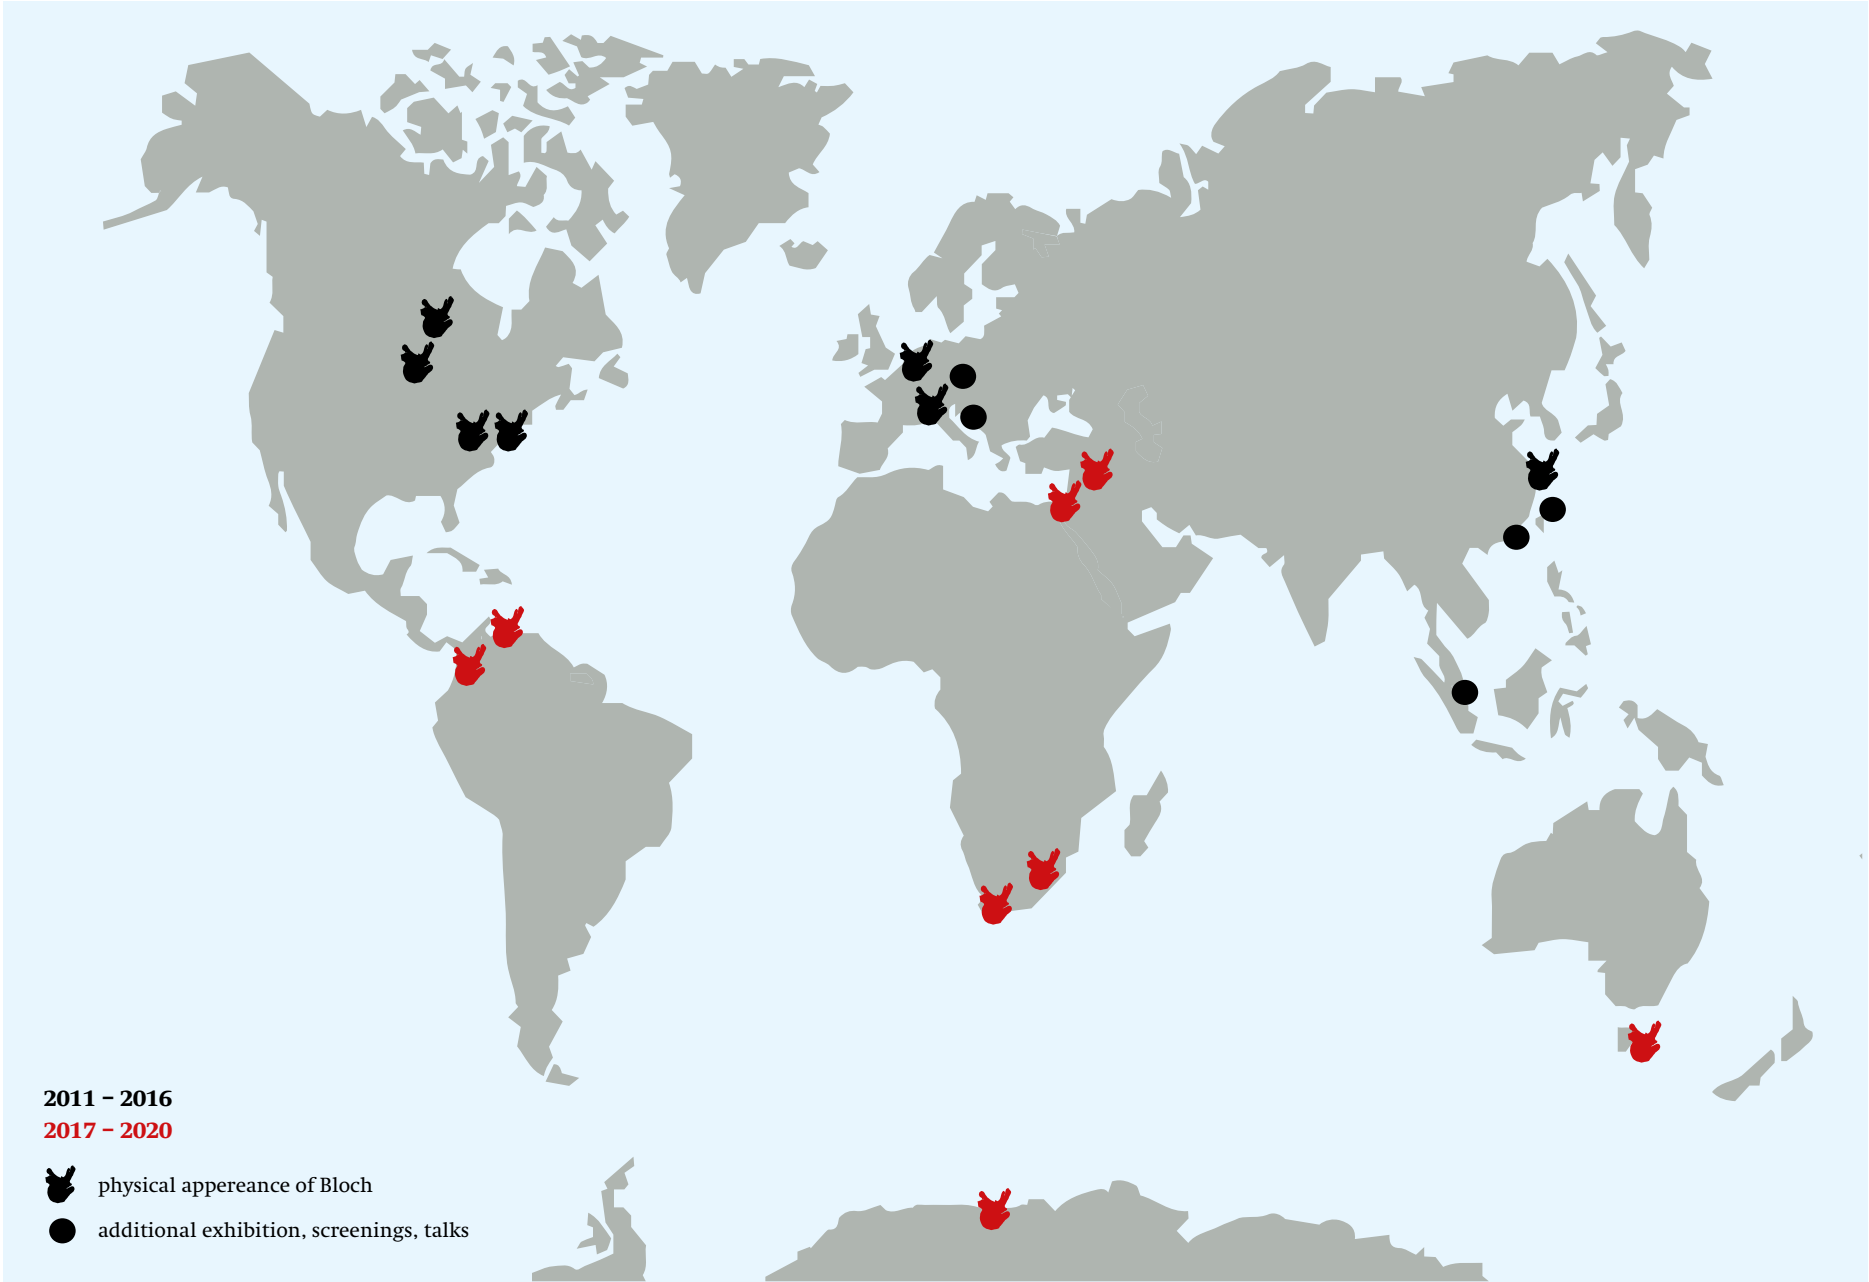 2011 – 2016
2017 – 2020
physical appereance of Bloch
additional exhibition, screenings, talks